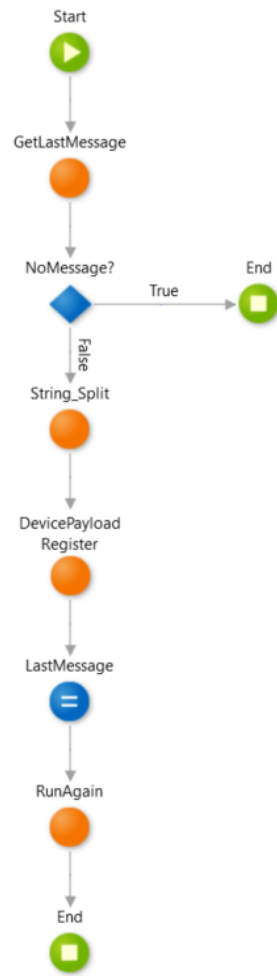 Start
GetLastMessage
NoMessage?
End
True
False
String_Split
DevicePayload
Register
LastMessage
RunAgain
End